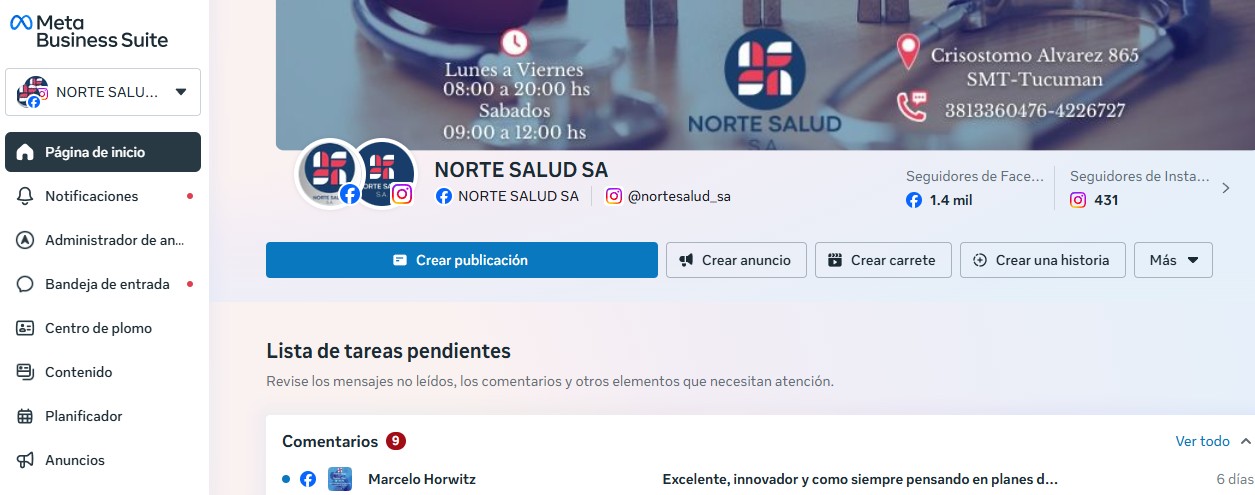 Meta
Business Suite
NORTE SALU...
Página de inicio
Notificaciones
Administrador de an...
Bandeja de entrada
Centro de plomo
Contenido
Planificador
Anuncios
Lunes a Viernes
08:00 a 20:00 hs
Sabados
09:00 a 12:00 hs
NORTE SALUD
S.A
Crisostomo Alvarez 865
SMT-Tucuman
3813360476-4226727
NORTE SALUD SA
NORTE SALUD SA
@nortesalud_sa
Seguidores de Face...
1.4 mil
Seguidores de Insta...
431
Crear publicación
Crear anuncio
Crear carrete
Crear una historia
Más
Lista de tareas pendientes
Revise los mensajes no leídos, los comentarios y otros elementos que necesitan atención.
Comentarios 9
Ver todo
Marcelo Horwitz
Excelente, innovador y como siempre pensando en planes d...
6 días